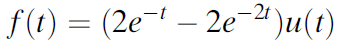 f(t) = (2e⁻ᵗ − 2e⁻²ᵗ)u(t)